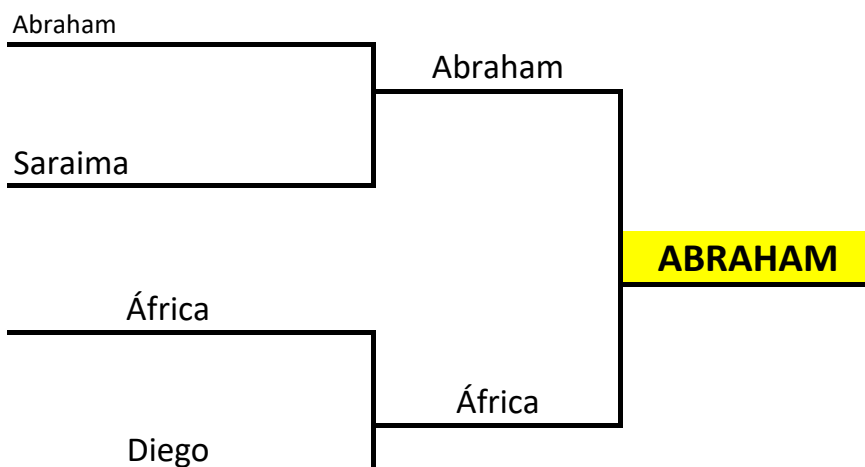 Abraham
Abraham
Saraima
ABRAHAM
África
África
Diego